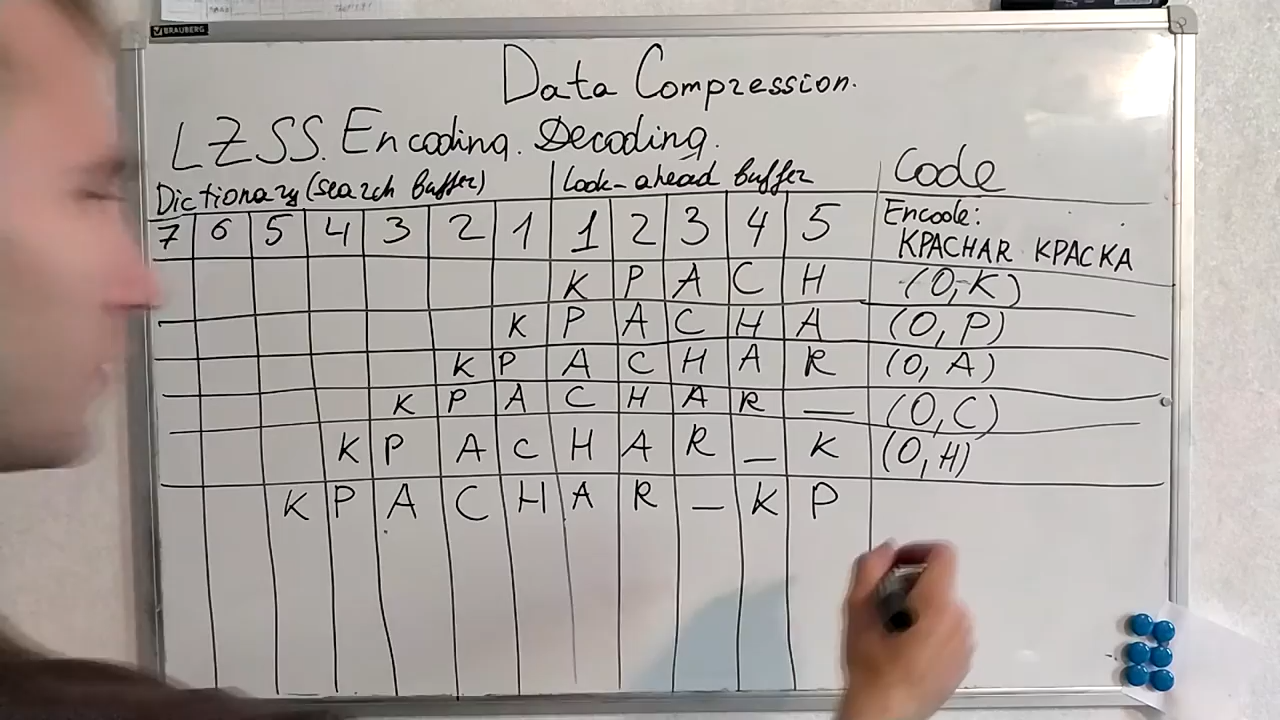 BRAUBERG
Data Compression.
LZSS. Encoding. Decoding.
Dictionary (search buffer) Look-ahead buffer Code
7 6 5 4 3 2 1 1 2 3 4 5 Encode:
KPACHAR KPACKA
K P A C H (0, K)
K P A C H A (0, P)
K P A C H A R (0, A)
K P A C H A R _ (0, C)
K P A C H A R _ K (0, H)
K P A C H A R _ K P